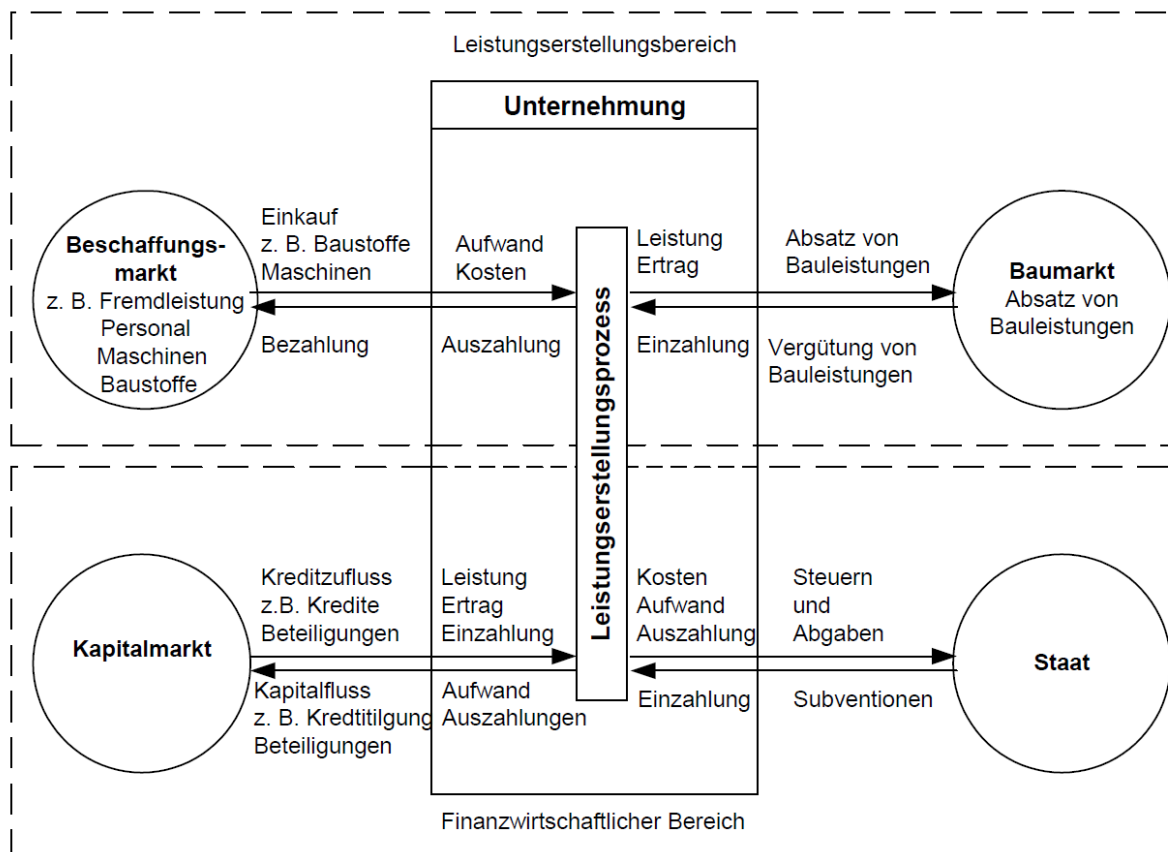 Leistungserstellungsbereich
Unternehmung
Beschaffungs-
markt
z. B. Fremdleistung
Personal
Maschinen
Baustoffe
Einkauf
z. B. Baustoffe
Maschinen
Bezahlung
Aufwand
Kosten
Auszahlung
Leistungserstellungsprozess
Leistung
Ertrag
Einzahlung
Absatz von
Bauleistungen
Vergütung von
Bauleistungen
Baumarkt
Absatz von
Bauleistungen
Kapitalmarkt
Kreditzufluss
z.B. Kredite
Beteiligungen
Kapitalfluss
z. B. Kredtitilgung
Beteiligungen
Leistung
Ertrag
Einzahlung
Aufwand
Auszahlungen
Kosten
Aufwand
Auszahlung
Einzahlung
Steuern
und
Abgaben
Subventionen
Staat
Finanzwirtschaftlicher Bereich